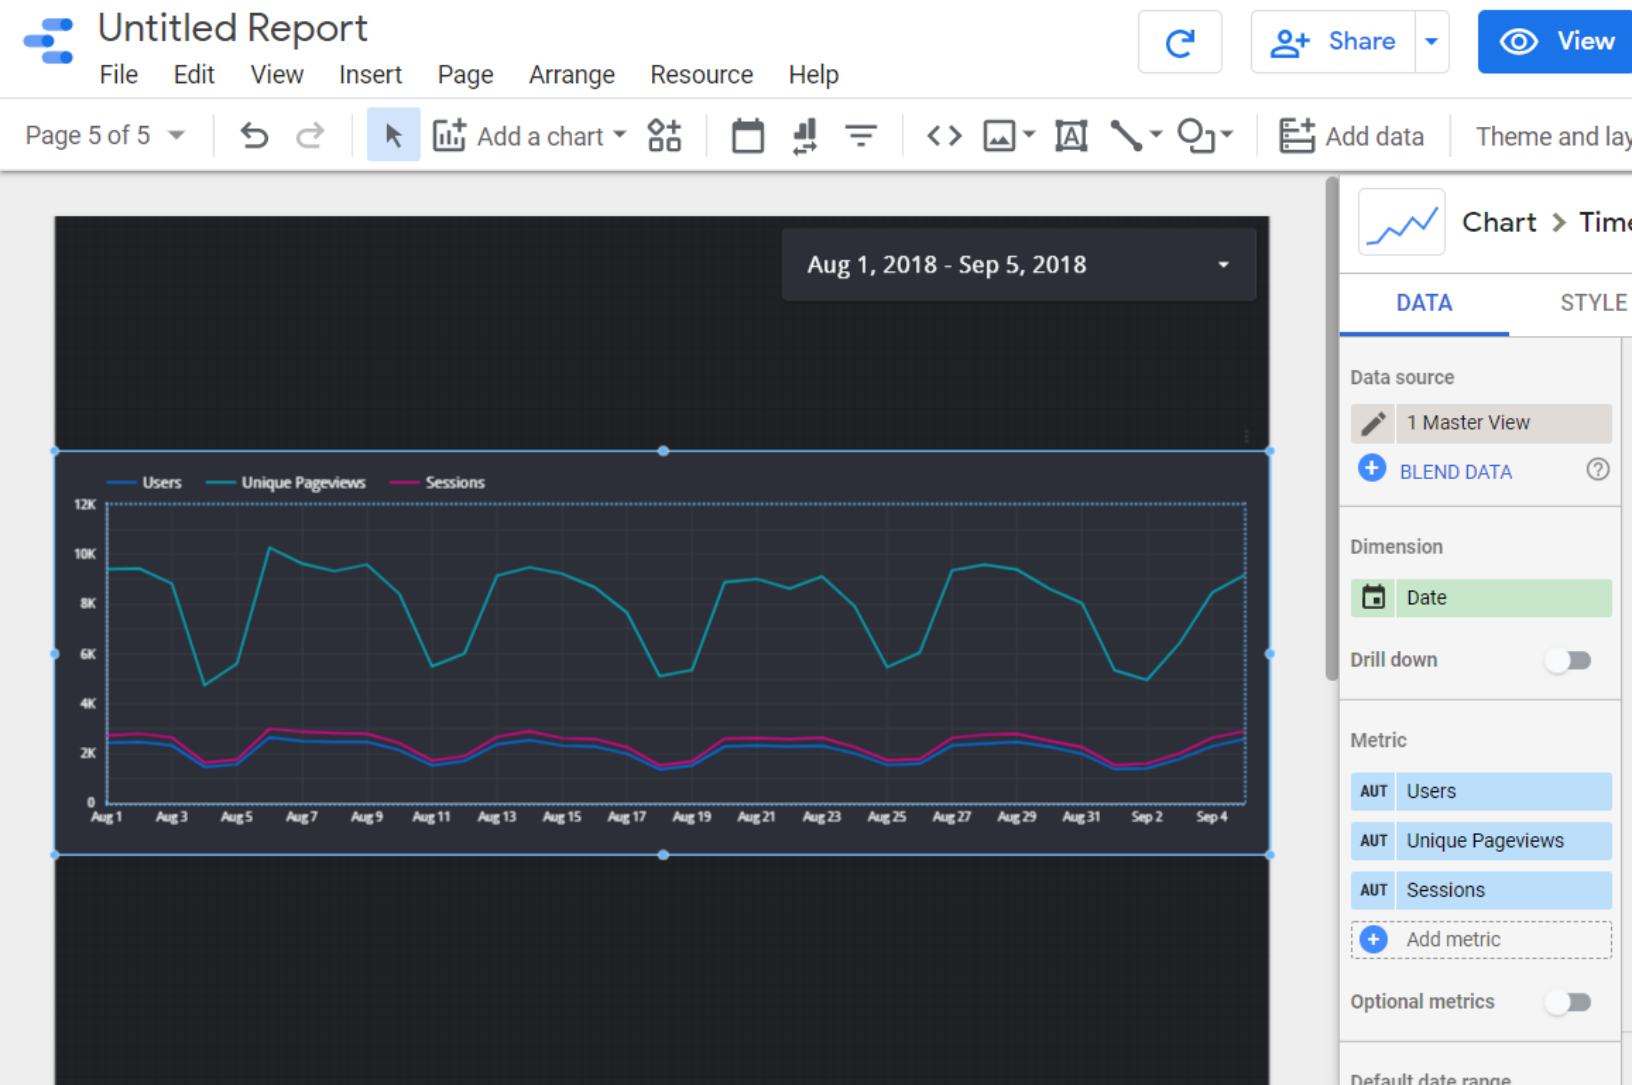 Untitled Report
File Edit View Insert Page Arrange Resource Help
Share
View
Page 5 of 5
Add a chart
Add data
Theme and lay
Aug 1, 2018 - Sep 5, 2018
Users Unique Pageviews Sessions
12K
10K
8K
6K
4K
2K
0
Aug 1 Aug 3 Aug 5 Aug 7 Aug 9 Aug 11 Aug 13 Aug 15 Aug 17 Aug 19 Aug 21 Aug 23 Aug 25 Aug 27 Aug 29 Aug 31 Sep 2 Sep 4
Chart > Time
DATA STYLE
Data source
1 Master View
BLEND DATA
Dimension
Date
Drill down
Metric
AUT Users
AUT Unique Pageviews
AUT Sessions
Add metric
Optional metrics
Default date range